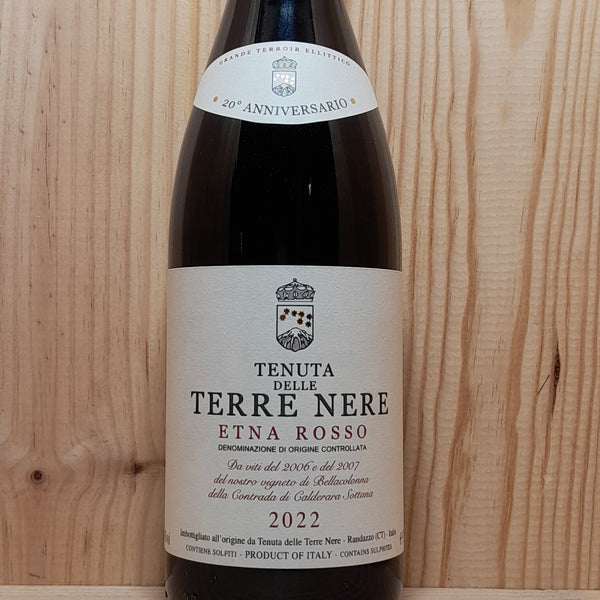 GRANDE TERROIR ELLITTICO
20° ANNIVERSARIO
TENUTA
DELLE
TERRE NERE
ETNA ROSSO
DENOMINAZIONE DI ORIGINE CONTROLLATA
Da viti del 2006 e del 2007
del nostro vigneto di Bellacolonna
della Contrada di Calderara Sottana
2022
Imbottigliato all'origine da Tenuta delle Terre Nere - Randazzo (CT) - Italia
CONTIENE SOLFITI - PRODUCT OF ITALY - CONTAINS SULPHITES